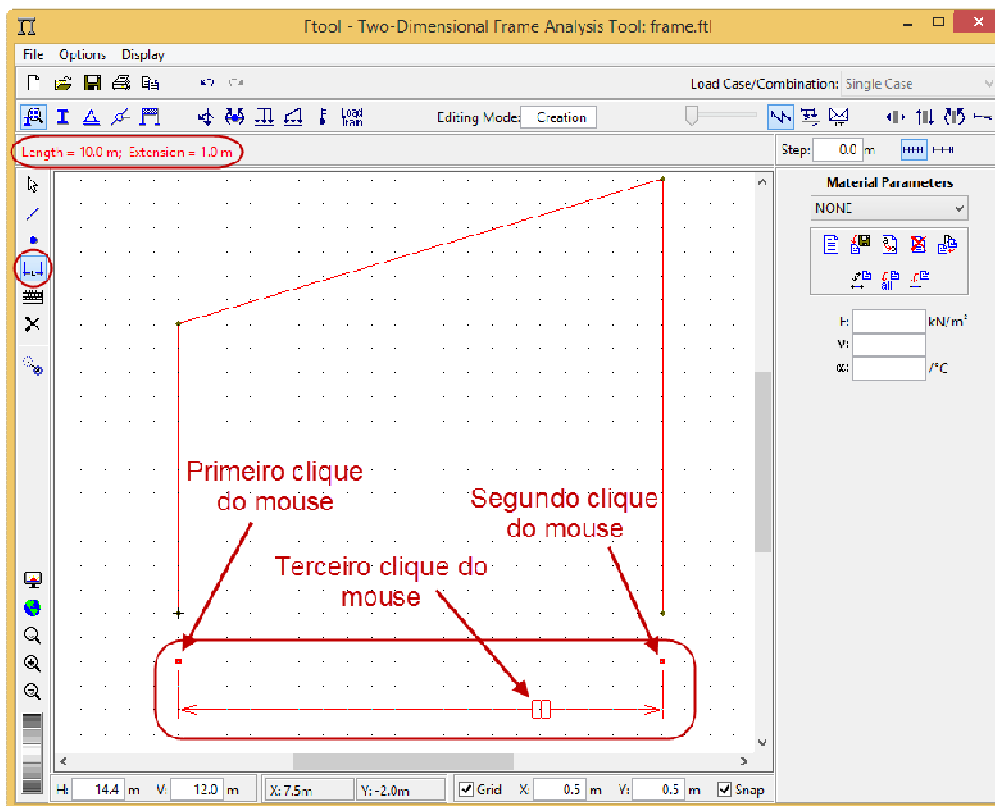 Ftool - Two-Dimensional Frame Analysis Tool: frame.ftl
File Options Display
Load Case/Combination: Single Case
Load Train Editing Mode: Creation
Length = 10.0 m; Extension = 1.0 m
Step: 0.0 m
Material Parameters
NONE
all
E: kN/m²
ν:
α: /°C
Primeiro clique
do mouse
Segundo clique
do mouse
Terceiro clique do
mouse
H: 14.4 m V: 12.0 m X: 7.5m Y: -2.0m Grid X: 0.5 m Y: 0.5 m Snap